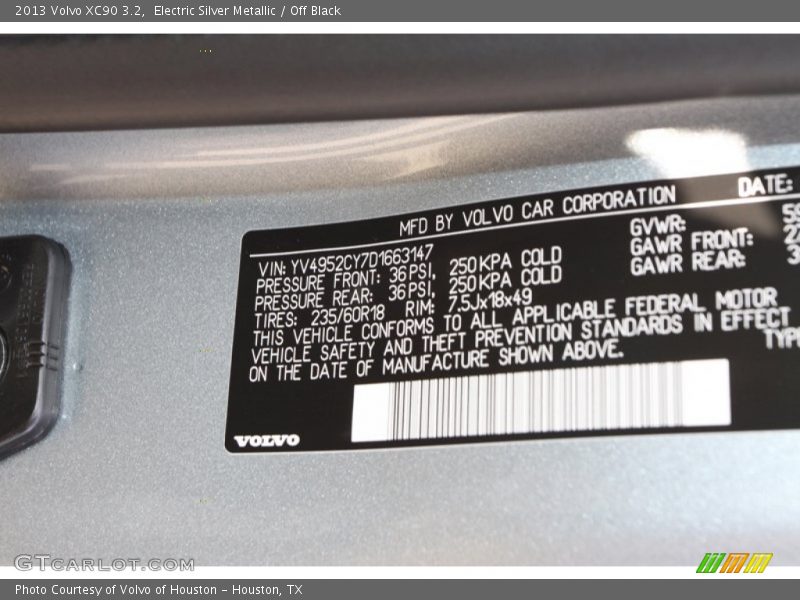 2013 Volvo XC90 3.2,  Electric Silver Metallic / Off Black
MFD BY VOLVO CAR CORPORATION DATE:
VIN: YV4952CY7D1663147 GVWR:
PRESSURE FRONT: 36 PSI, 250 KPA COLD GAWR FRONT:
PRESSURE REAR: 36 PSI, 250 KPA COLD GAWR REAR:
TIRES: 235/60R18 RIM: 7.5Jx18x49
THIS VEHICLE CONFORMS TO ALL APPLICABLE FEDERAL MOTOR
VEHICLE SAFETY AND THEFT PREVENTION STANDARDS IN EFFECT
ON THE DATE OF MANUFACTURE SHOWN ABOVE.
VOLVO
GTCARLOT.COM
Photo Courtesy of Volvo of Houston – Houston, TX